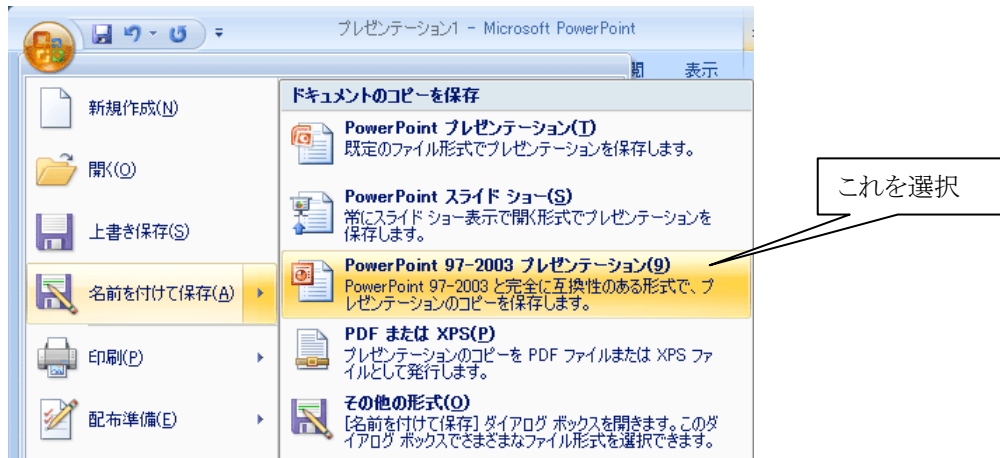 プレゼンテーション1 - Microsoft PowerPoint
表示
新規作成(N)
開く(O)
上書き保存(S)
名前を付けて保存(A)
印刷(P)
配布準備(E)
ドキュメントのコピーを保存
PowerPoint プレゼンテーション(T)
既定のファイル形式でプレゼンテーションを保存します。
PowerPoint スライド ショー(S)
常にスライド ショー表示で開く形式でプレゼンテーションを
保存します。
PowerPoint 97-2003 プレゼンテーション(9)
PowerPoint 97-2003 と完全に互換性のある形式で、プ
レゼンテーションのコピーを保存します。
PDF または XPS(P)
プレゼンテーションのコピーを PDF ファイルまたは XPS ファ
イルとして発行します。
その他の形式(O)
[名前を付けて保存] ダイアログ ボックスを開きます。このダ
イアログ ボックスでさまざまなファイル形式を選択できます。
これを選択